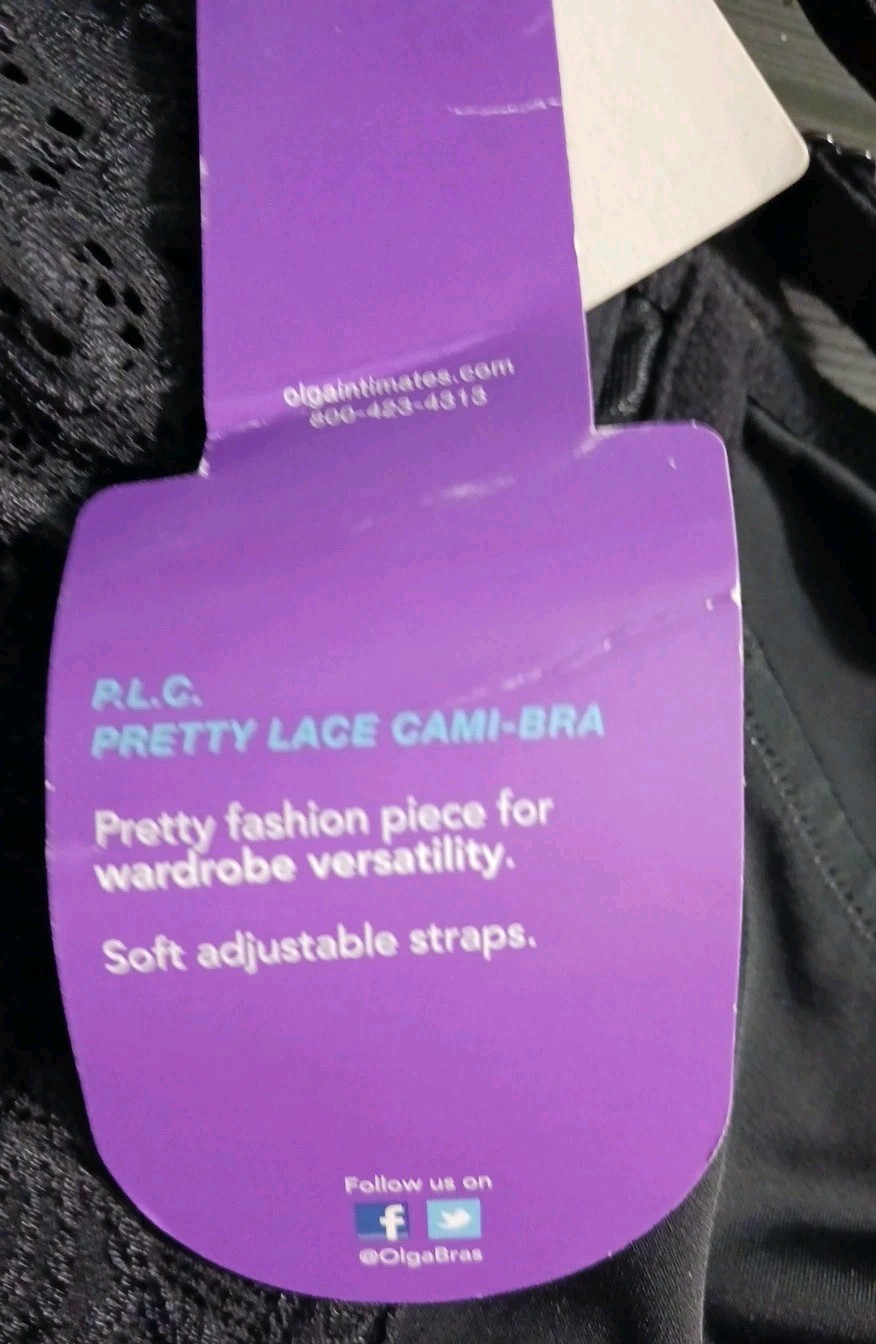 olgaintimates.com
800-423-4313
P.L.C.
PRETTY LACE CAMI-BRA
Pretty fashion piece for
wardrobe versatility.
Soft adjustable straps.
Follow us on
f
@OlgaBras